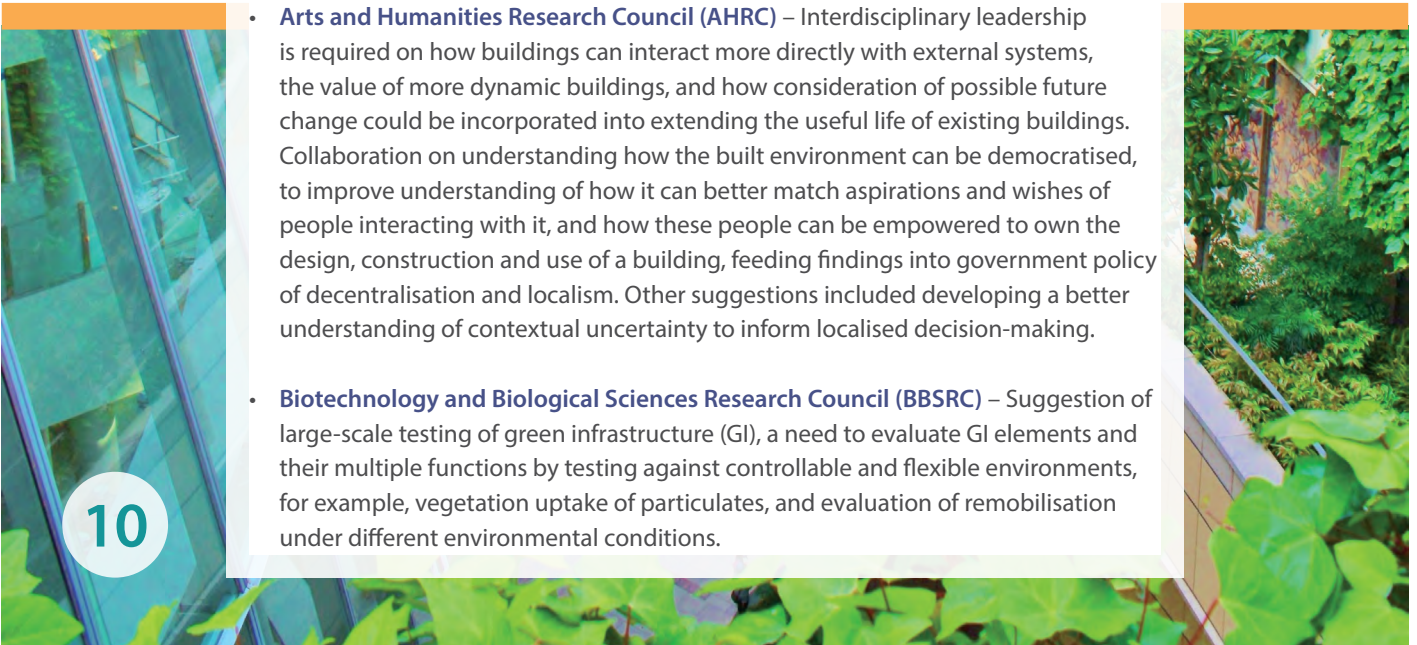 • Arts and Humanities Research Council (AHRC) – Interdisciplinary leadership
is required on how buildings can interact more directly with external systems,
the value of more dynamic buildings, and how consideration of possible future
change could be incorporated into extending the useful life of existing buildings.
Collaboration on understanding how the built environment can be democratised,
to improve understanding of how it can better match aspirations and wishes of
people interacting with it, and how these people can be empowered to own the
design, construction and use of a building, feeding findings into government policy
of decentralisation and localism. Other suggestions included developing a better
understanding of contextual uncertainty to inform localised decision-making.
• Biotechnology and Biological Sciences Research Council (BBSRC) – Suggestion of
large-scale testing of green infrastructure (GI), a need to evaluate GI elements and
their multiple functions by testing against controllable and flexible environments,
for example, vegetation uptake of particulates, and evaluation of remobilisation
under different environmental conditions.
10